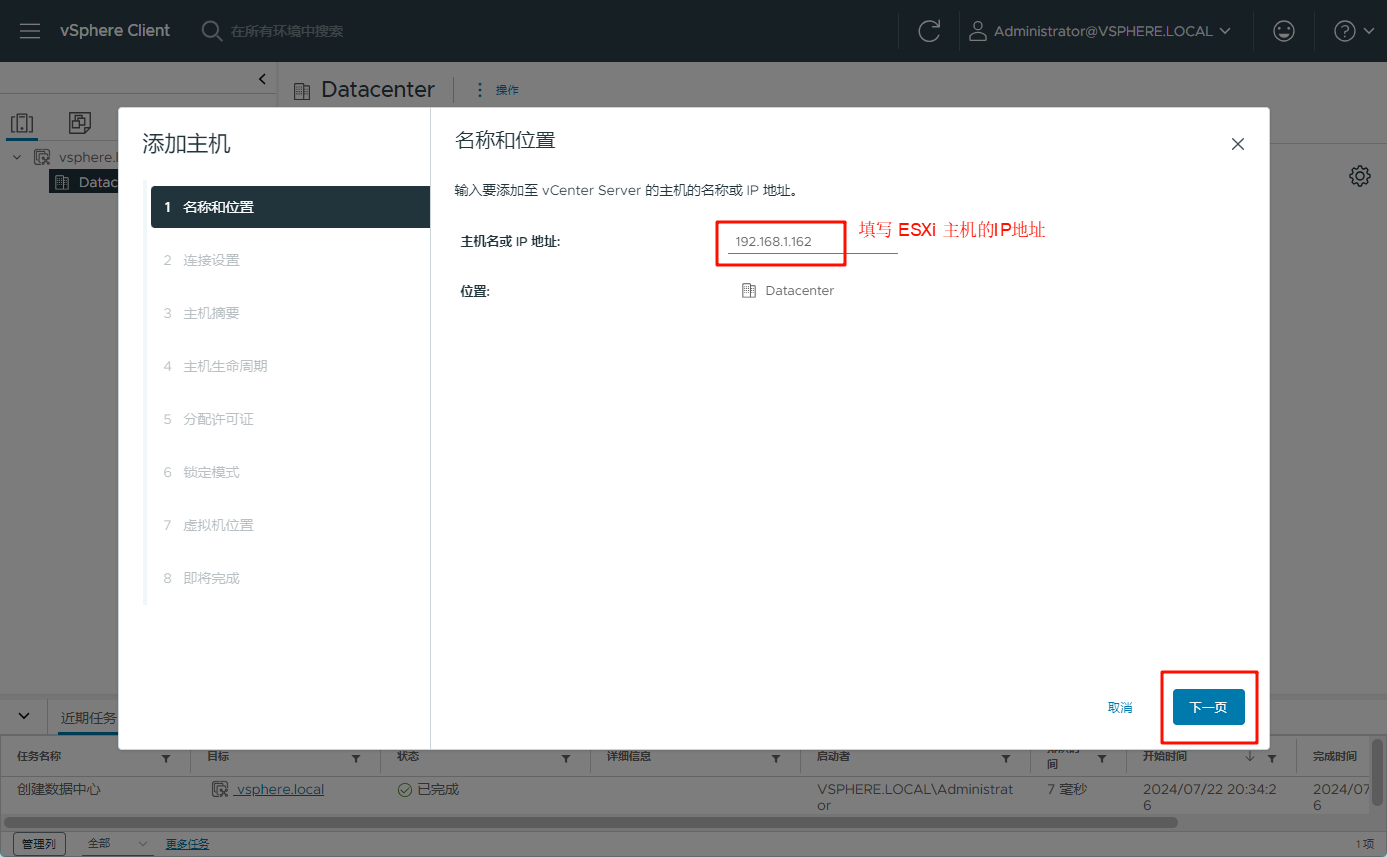 vSphere Client
在所有环境中搜索
Administrator@VSPHERE.LOCAL
Datacenter
操作
vsphere.l
Datac
添加主机
1 名称和位置
2 连接设置
3 主机摘要
4 主机生命周期
5 分配许可证
6 锁定模式
7 虚拟机位置
8 即将完成
名称和位置
输入要添加至 vCenter Server 的主机的名称或 IP 地址。
主机名或 IP 地址:
192.168.1.162
填写 ESXi 主机的IP地址
位置:
Datacenter
取消
下一页
近期任务
任务名称
目标
状态
详细信息
启动者
间
开始时间
完成时间
创建数据中心
vsphere.local
已完成
VSPHERE.LOCAL\Administrat
or
7 毫秒
2024/07/22 20:34:2
6
2024/07
6
管理列
全部
更多任务
1 项